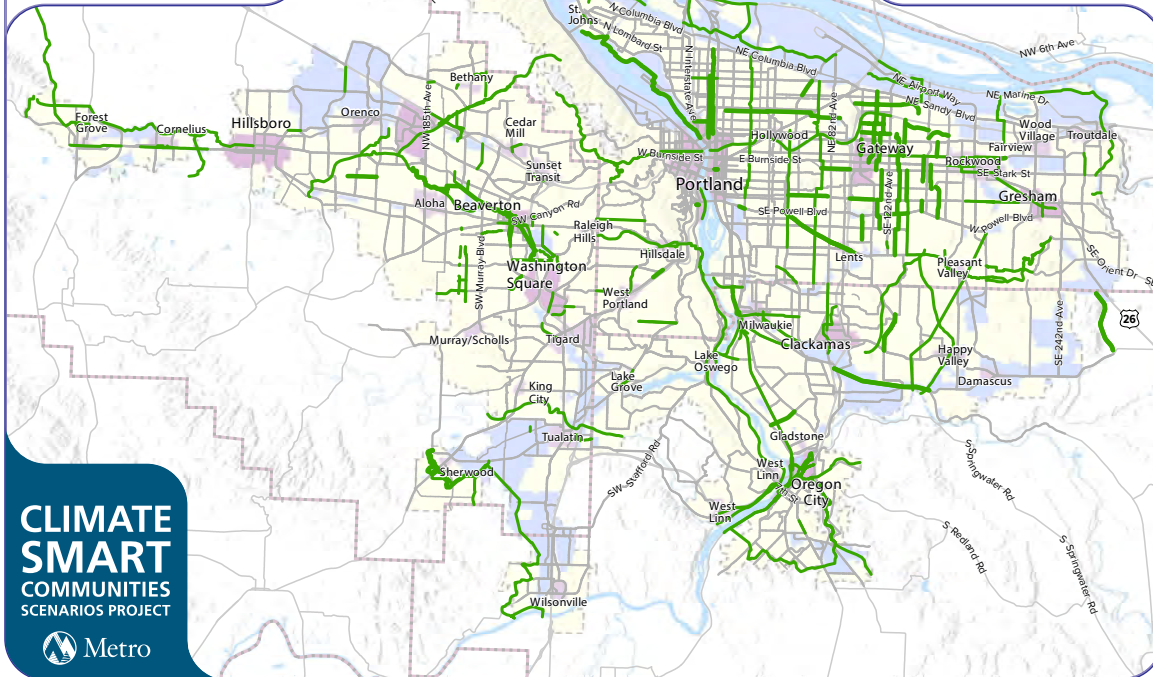 St.
Johns
N Columbia Blvd
N Lombard St
N Interstate Ave
NE Columbia Blvd
NW 6th Ave
NE Airport Way
NE Marine Dr
NE Sandy Blvd
Bethany
NW 185th Ave
Orenco
Forest
Grove
Cornelius
Hillsboro
Cedar
Mill
Hollywood
NE 82nd Ave
Gateway
Wood
Village
Troutdale
Fairview
W Burnside St
E Burnside St
Rockwood
SE Stark St
Sunset
Transit
Portland
Gresham
Aloha
Beaverton
SW Canyon Rd
SE Powell Blvd
SE 122nd Ave
W Powell Blvd
Raleigh
Hills
Hillsdale
Lents
Pleasant
Valley
SE Orient Dr
SW Murray Blvd
Washington
Square
West
Portland
26
Murray/Scholls
Tigard
Milwaukie
Clackamas
SE 242nd Ave
Happy
Valley
Lake
Oswego
Lake
Grove
Damascus
King
City
Tualatin
Gladstone
SW Stafford Rd
S Springwater Rd
Sherwood
West
Linn
Oregon
City
7th St
West
Linn
S Redland Rd
S Springwater Rd
Wilsonville
CLIMATE
SMART
COMMUNITIES
SCENARIOS PROJECT
Metro